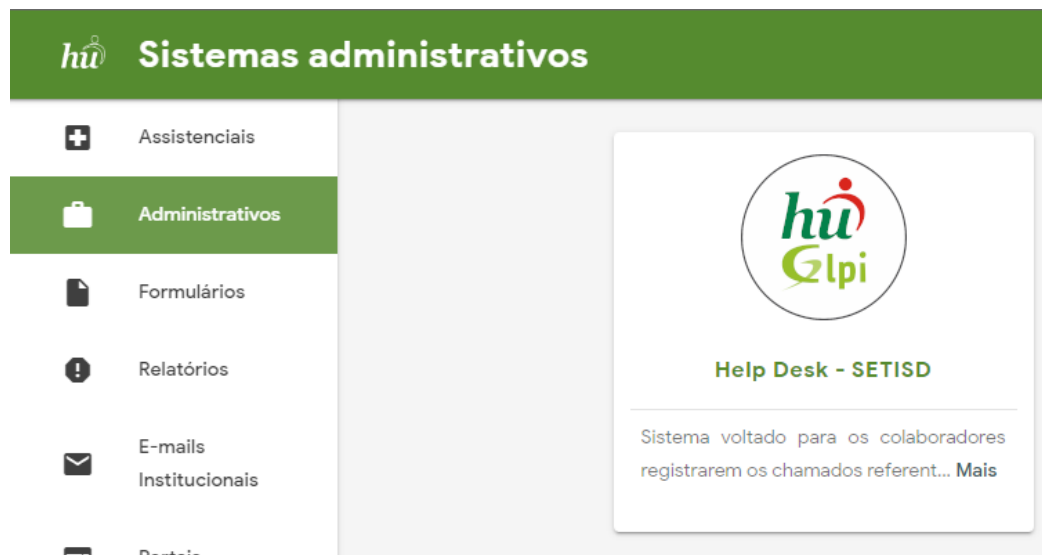 hu Sistemas administrativos
Assistenciais
Administrativos
Formulários
Relatórios
E-mails
Institucionais
Portais
hu
Glpi
Help Desk - SETISD
Sistema voltado para os colaboradores
registrarem os chamados referent... Mais